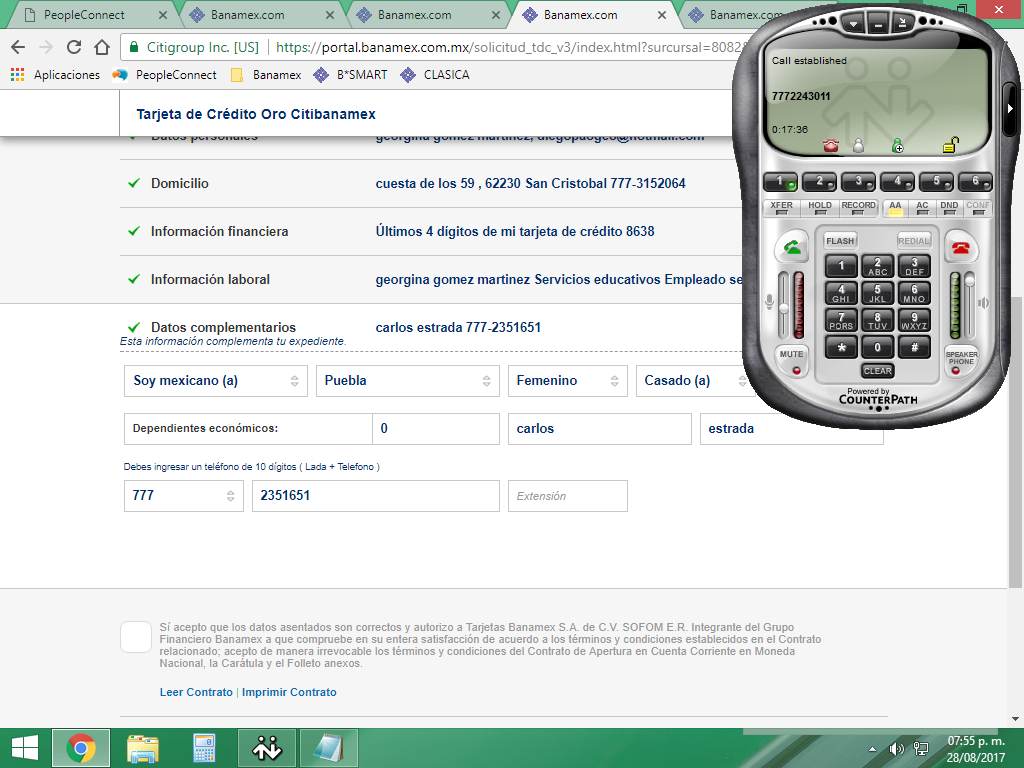 PeopleConnect
Banamex.com
Banamex.com
Banamex.com
Banamex.com
Citigroup Inc. [US] https://portal.banamex.com.mx/solicitud_tdc_v3/index.html?surcursal=8082
Aplicaciones PeopleConnect Banamex B*SMART CLASICA
Tarjeta de Crédito Oro Citibanamex
Datos personales georgina gomez martinez, diegopuogeo@hotmail.com
Domicilio cuesta de los 59 , 62230 San Cristobal 777-3152064
Información financiera Últimos 4 dígitos de mi tarjeta de crédito 8638
Información laboral georgina gomez martinez Servicios educativos Empleado se
Datos complementarios carlos estrada 777-2351651
Esta información complementa tu expediente.
Soy mexicano (a) Puebla Femenino Casado (a)
Dependientes económicos: 0 carlos estrada
Debes ingresar un teléfono de 10 dígitos ( Lada + Telefono )
777 2351651 Extensión
Sí acepto que los datos asentados son correctos y autorizo a Tarjetas Banamex S.A. de C.V. SOFOM E.R. Integrante del Grupo
Financiero Banamex a que compruebe en su entera satisfacción de acuerdo a los términos y condiciones establecidos en el Contrato
relacionado; acepto de manera irrevocable los términos y condiciones del Contrato de Apertura en Cuenta Corriente en Moneda
Nacional, la Carátula y el Folleto anexos.
Leer Contrato | Imprimir Contrato
Call established
7772243011
0:17:36
1 2 3 4 5 6
XFER HOLD RECORD AA AC DND CONF
FLASH REDIAL
1 2 ABC 3 DEF
4 GHI 5 JKL 6 MNO
7 PQRS 8 TUV 9 WXYZ
* 0 #
MUTE SPEAKER PHONE
CLEAR
Powered by
COUNTERPATH
07:55 p. m.
28/08/2017